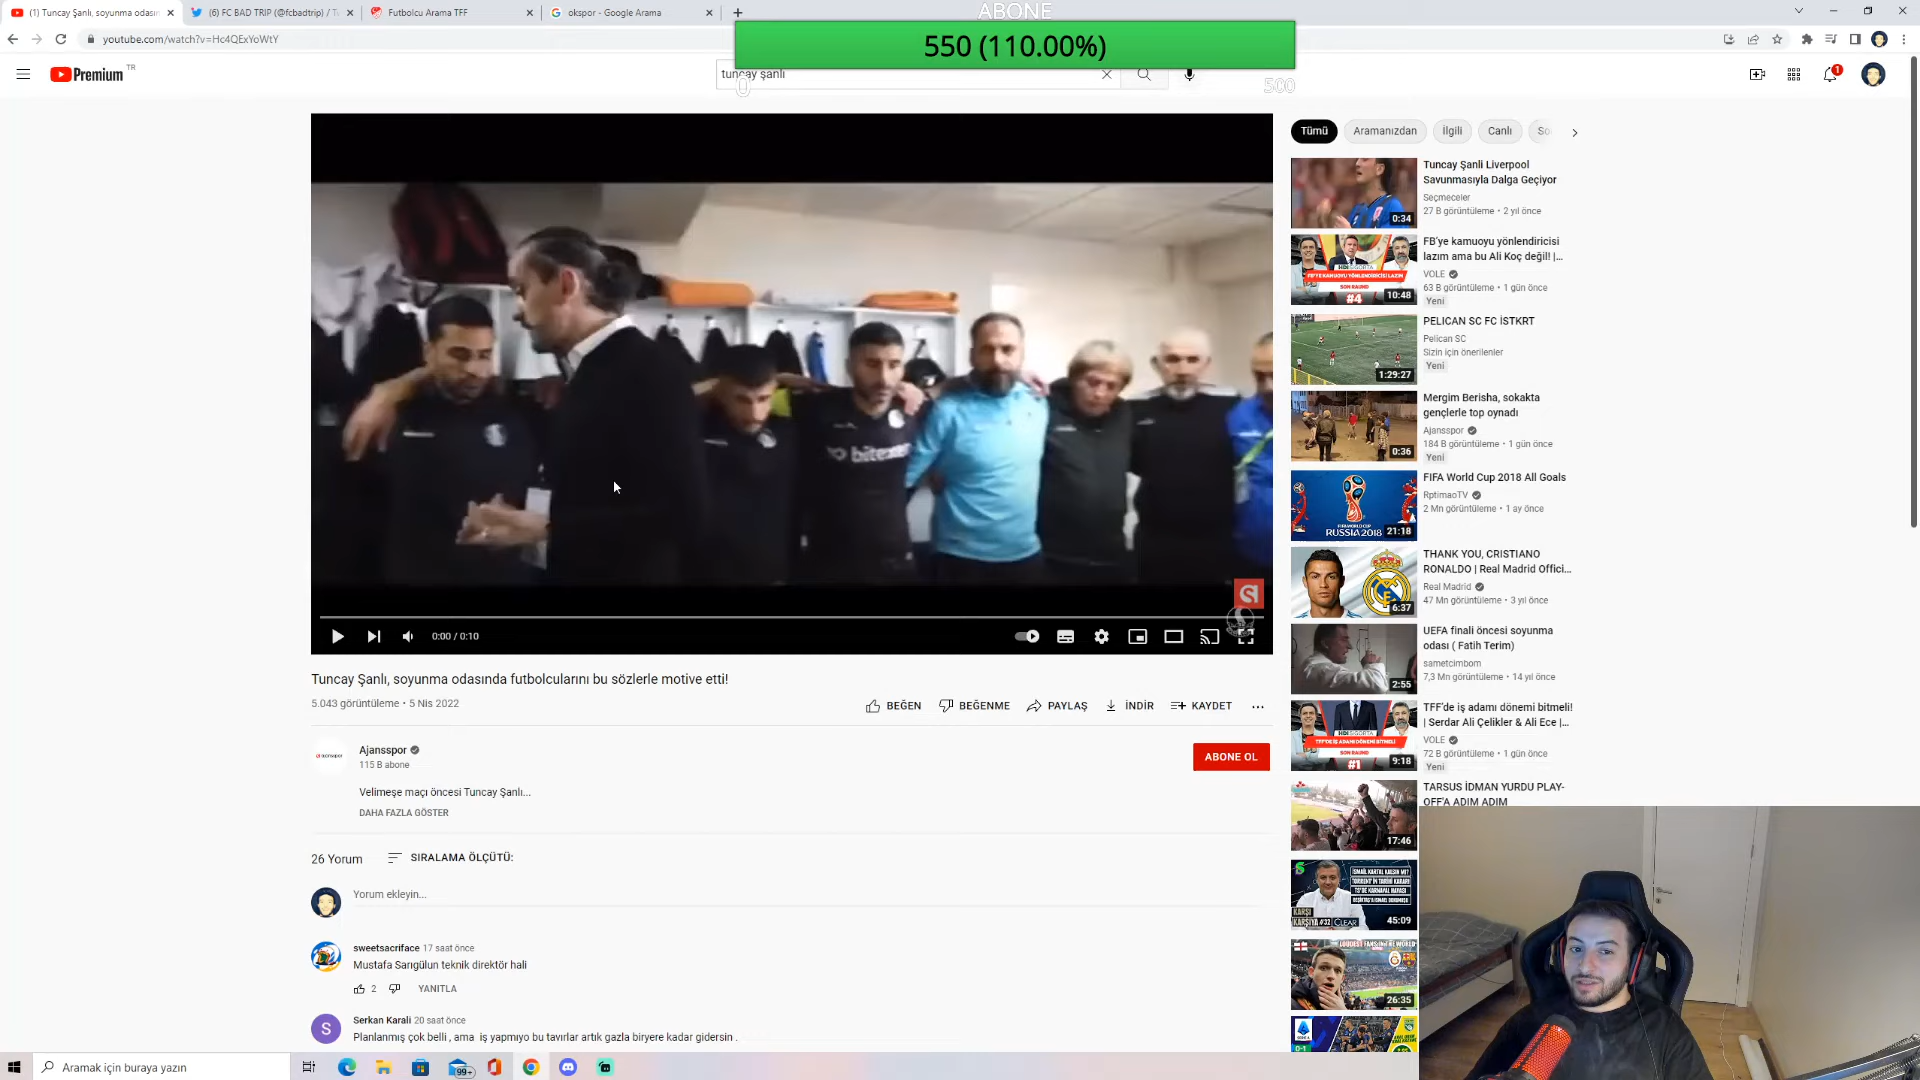 (1) Tuncay Şanlı, soyunma odasın
(6) FC BAD TRIP (@fcbadtrip) / T
Futbolcu Arama TFF
okspor - Google Arama
youtube.com/watch?v=Hc4QExYoWtY
ABONE
550 (110.00%)
0
500
Premium TR
tuncay şanlı
1
Tümü
Aramanızdan
İlgili
Canlı
So
Tuncay Şanli Liverpool
Savunmasıyla Dalga Geçiyor
Seçmeceler
27 B görüntüleme • 2 yıl önce
0:34
FB'ye kamuoyu yönlendiricisi
lazım ama bu Ali Koç değil! |...
VOLE
63 B görüntüleme • 1 gün önce
Yeni
#4
10:48
PELICAN SC FC İSTKRT
Pelican SC
Sizin için önerilenler
Yeni
1:29:27
Mergim Berisha, sokakta
gençlerle top oynadı
Ajansspor
184 B görüntüleme • 1 gün önce
Yeni
0:36
FIFA World Cup 2018 All Goals
RptimaoTV
2 Mn görüntüleme • 1 ay önce
RUSSIA 2018
21:18
THANK YOU, CRISTIANO
RONALDO | Real Madrid Offici...
Real Madrid
47 Mn görüntüleme • 3 yıl önce
6:37
UEFA finali öncesi soyunma
odası ( Fatih Terim)
sametcimbom
7,3 Mn görüntüleme • 14 yıl önce
2:55
TFF'de iş adamı dönemi bitmeli!
| Serdar Ali Çelikler & Ali Ece |...
VOLE
72 B görüntüleme • 1 gün önce
Yeni
#1
9:18
TARSUS İDMAN YURDU PLAY-
OFF'A ADIM ADIM
17:46
45:09
26:35
0-1
0:00 / 0:10
Tuncay Şanlı, soyunma odasında futbolcularını bu sözlerle motive etti!
5.043 görüntüleme • 5 Nis 2022
BEĞEN
BEĞENME
PAYLAŞ
İNDİR
KAYDET
Ajansspor
115 B abone
ABONE OL
Velimeşe maçı öncesi Tuncay Şanlı...
DAHA FAZLA GÖSTER
26 Yorum
SIRALAMA ÖLÇÜTÜ:
Yorum ekleyin...
sweetsacriface 17 saat önce
Mustafa Sarıgülun teknik direktör hali
2
YANITLA
S
Serkan Karali 20 saat önce
Planlanmış çok belli , ama iş yapmıyo bu tavırlar artık gazla biryere kadar gidersin .
Aramak için buraya yazın
99+